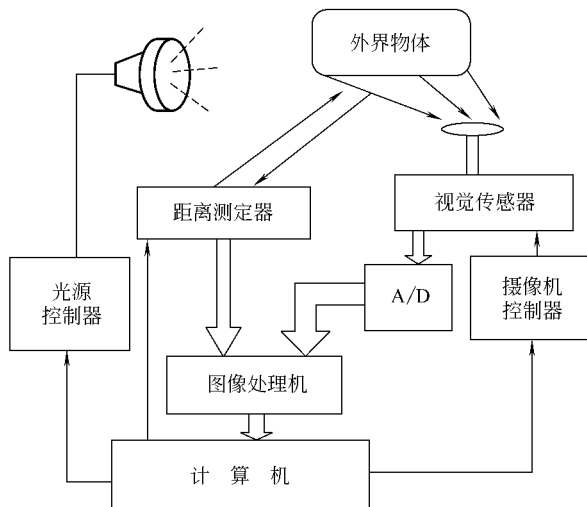 外界物体
距离测定器
视觉传感器
光源
控制器
A/D
摄像机
控制器
图像处理机
计 算 机